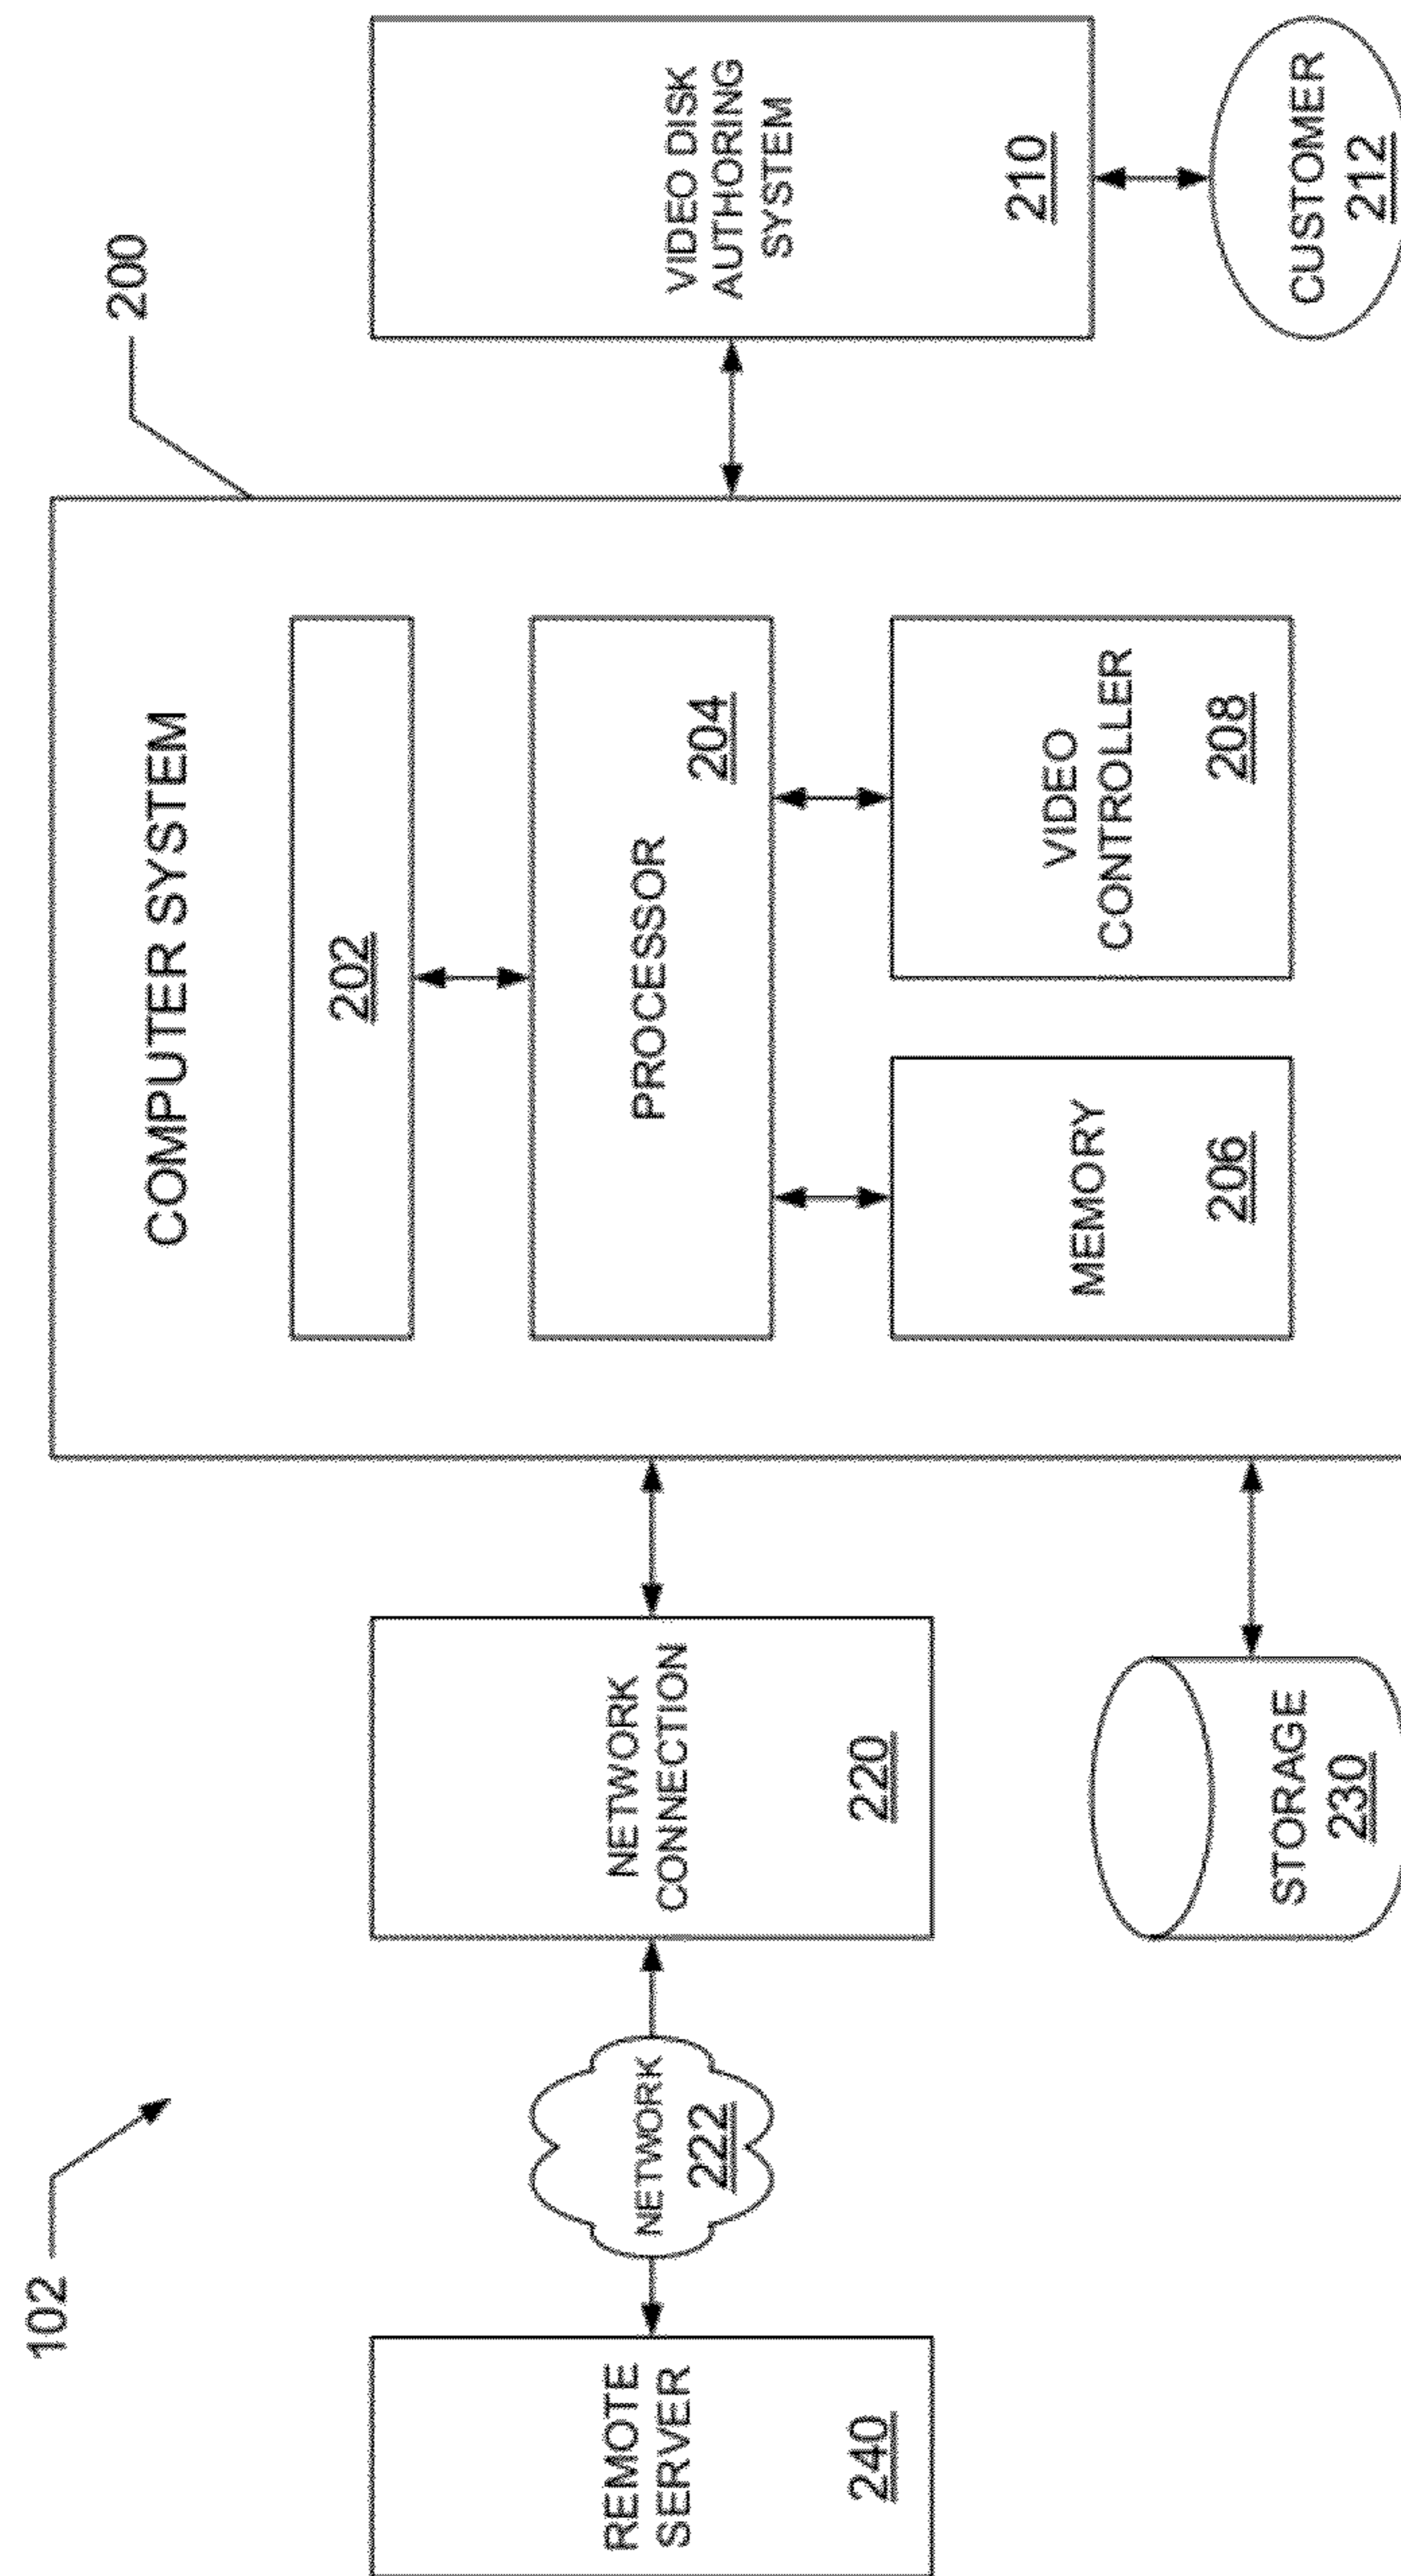 102
200
COMPUTER SYSTEM
202
PROCESSOR
204
MEMORY
206
VIDEO
CONTROLLER
208
REMOTE
SERVER
240
NETWORK
222
NETWORK
CONNECTION
220
STORAGE
230
VIDEO DISK
AUTHORING
SYSTEM
210
CUSTOMER
212